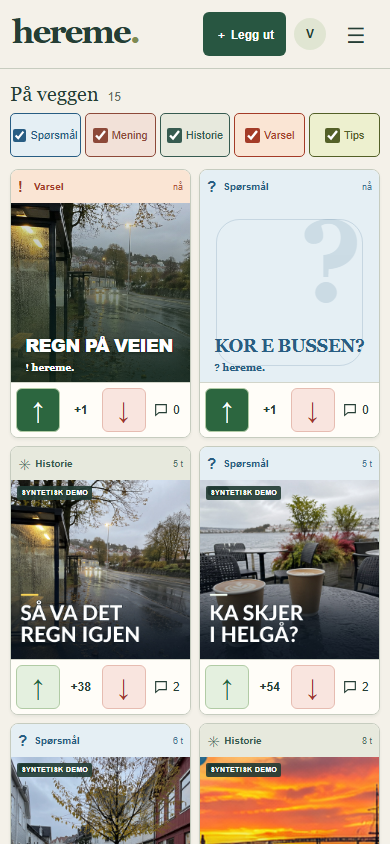 hereme.
+ Legg ut
V
På veggen 15
Spørsmål
Mening
Historie
Varsel
Tips
! Varsel nå
REGN PÅ VEIEN
! hereme.
↑ +1 ↓ 0
? Spørsmål nå
?
KOR E BUSSEN?
? hereme.
↑ +1 ↓ 0
Historie 5 t
SYNTETISK DEMO
SÅ VA DET
REGN IGJEN
↑ +38 ↓ 2
? Spørsmål 5 t
SYNTETISK DEMO
KA SKJER
I HELGÅ?
↑ +54 ↓ 2
? Spørsmål 6 t
SYNTETISK DEMO
Historie 8 t
SYNTETISK DEMO